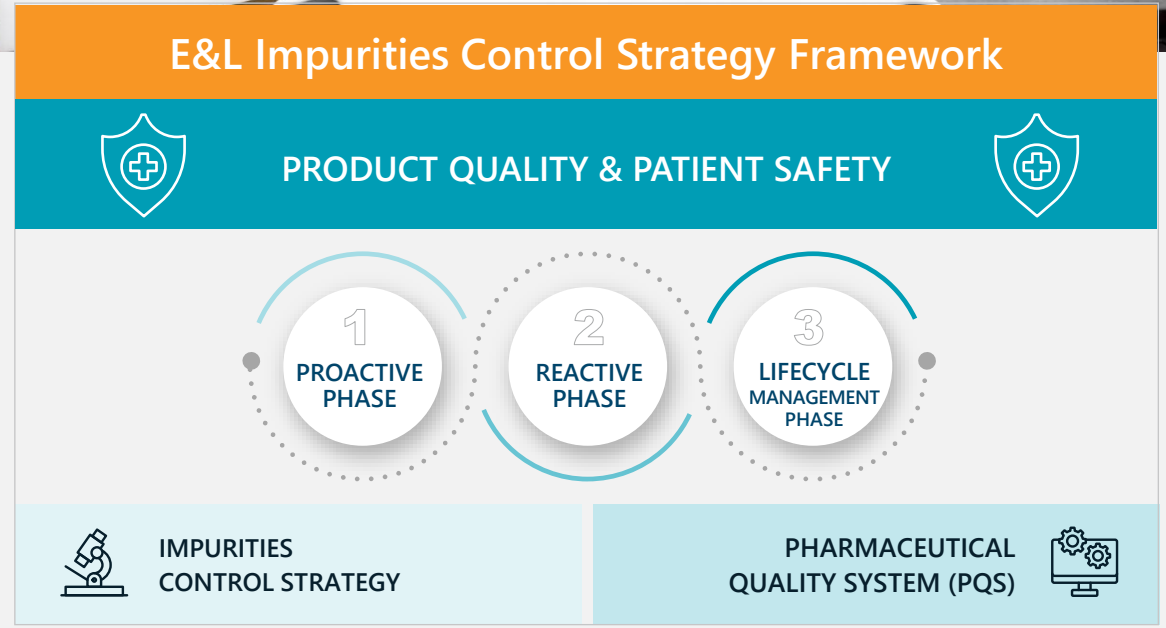 E&L Impurities Control Strategy Framework
PRODUCT QUALITY & PATIENT SAFETY
1
PROACTIVE
PHASE
2
REACTIVE
PHASE
3
LIFECYCLE
MANAGEMENT
PHASE
IMPURITIES
CONTROL STRATEGY
PHARMACEUTICAL
QUALITY SYSTEM (PQS)